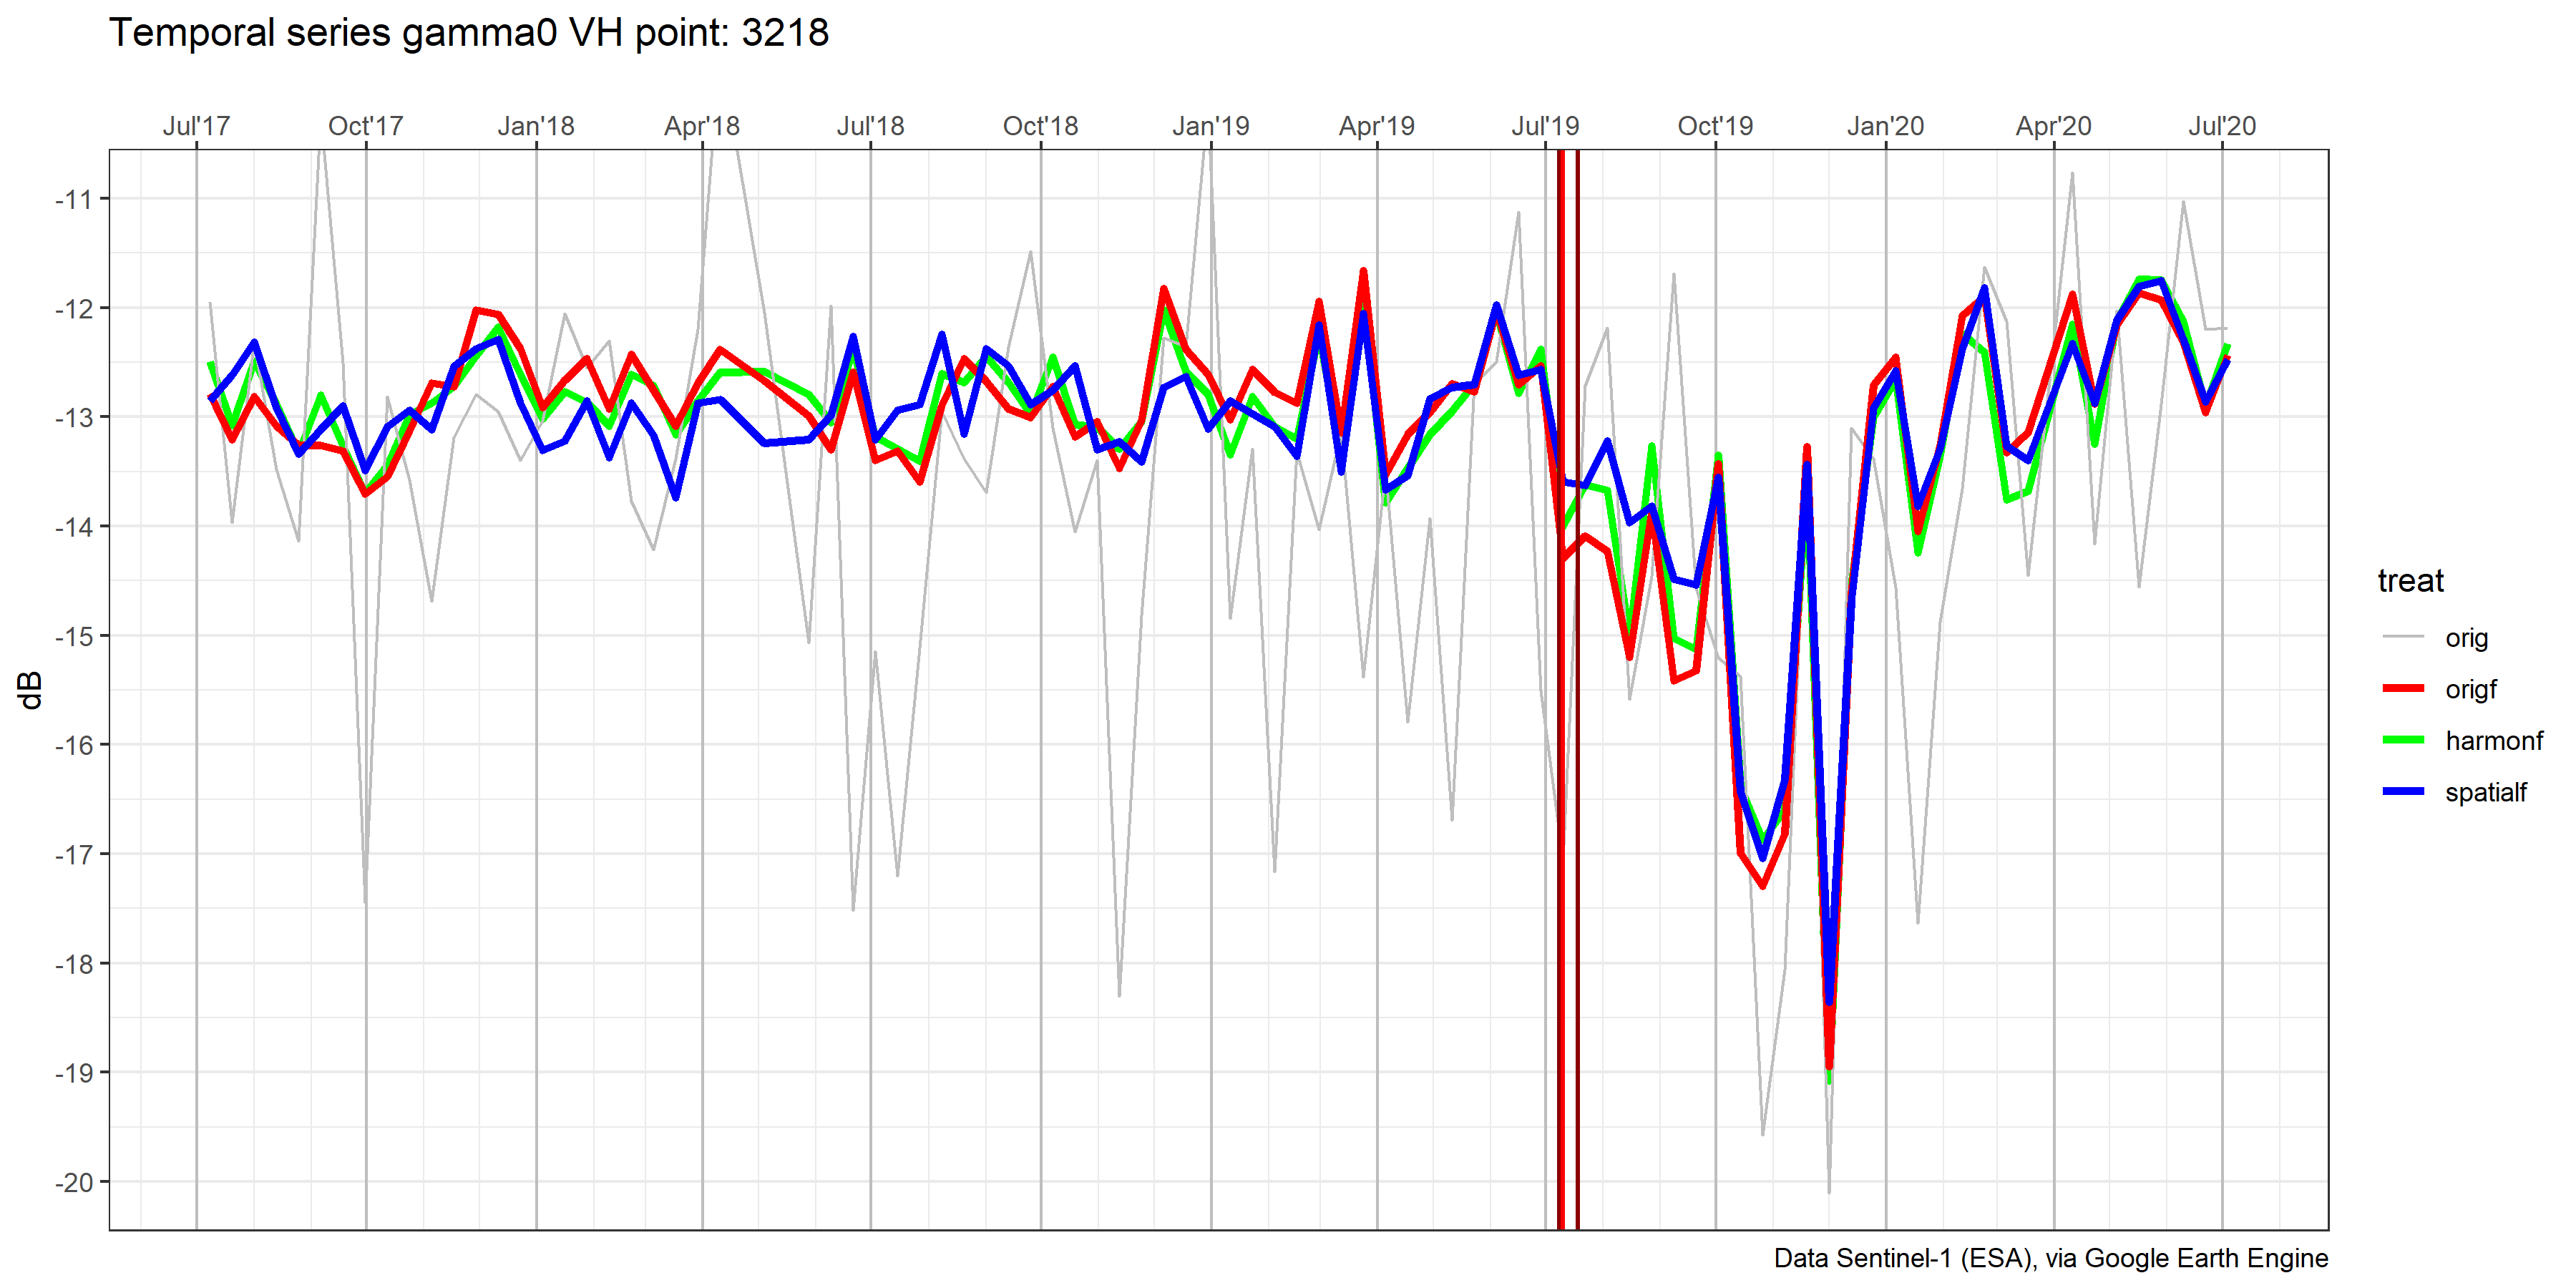 Temporal series gamma0 VH point: 3218
Jul'17 Oct'17 Jan'18 Apr'18 Jul'18 Oct'18 Jan'19 Apr'19 Jul'19 Oct'19 Jan'20 Apr'20 Jul'20
-11
-12
-13
-14
-15
-16
-17
-18
-19
-20
dB
treat
orig
origf
harmonf
spatialf
Data Sentinel-1 (ESA), via Google Earth Engine